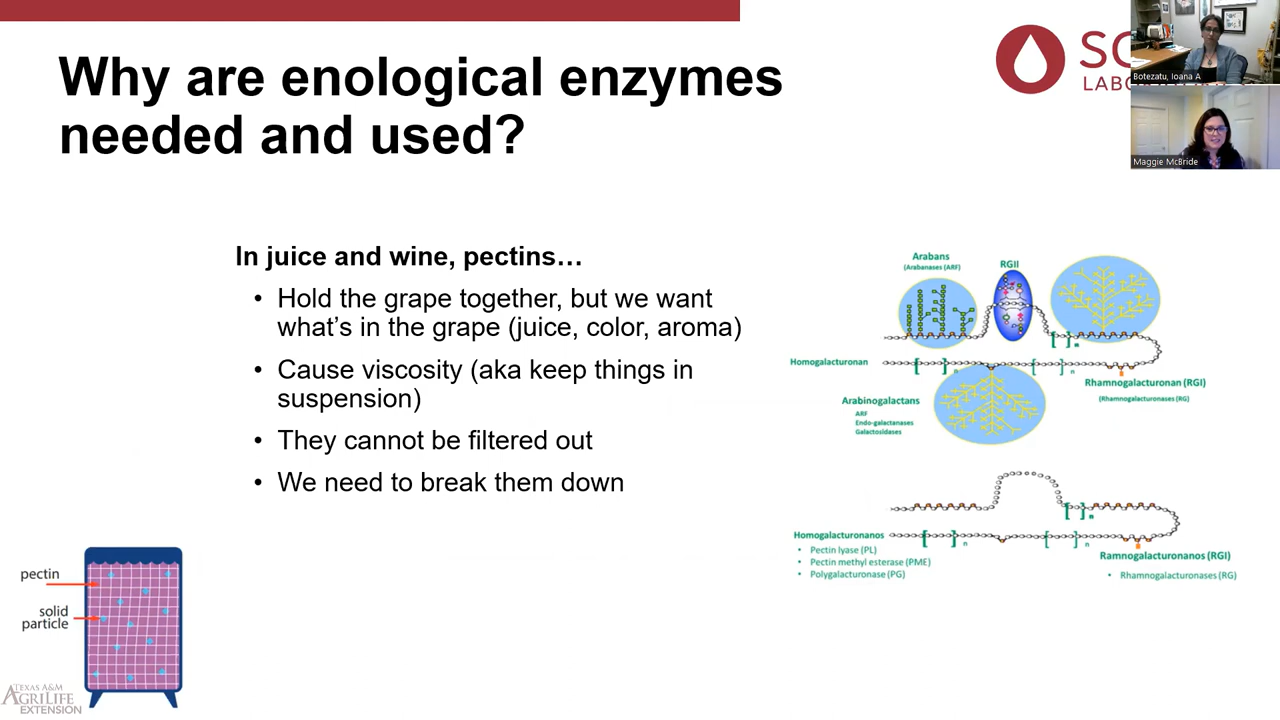 Why are enological enzymes
needed and used?
In juice and wine, pectins…
• Hold the grape together, but we want
what's in the grape (juice, color, aroma)
• Cause viscosity (aka keep things in
suspension)
• They cannot be filtered out
• We need to break them down
pectin
solid
particle
TEXAS A&M
AGRILIFE
EXTENSION
Arabans
(Arabanases (ARF)
RGII
Homogalacturonan
n
n
n
Rhamnogalacturonan (RGI)
(Rhamnogalacturonases (RG)
Arabinogalactans
ARF
Endo-galactanases
Galactosidases
n
Homogalacturonanos
n
n
• Pectin lyase (PL)
• Pectin methyl esterase (PME)
• Polygalacturonase (PG)
Ramnogalacturonanos (RGI)
• Rhamnogalacturonases (RG)
SC
LABO
Botezatu, Ioana A
Maggie McBride